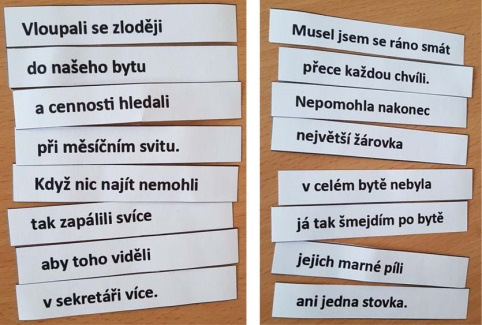 Vloupali se zloději
do našeho bytu
a cennosti hledali
při měsíčním svitu.
Když nic najít nemohli
tak zapálili svíce
aby toho viděli
v sekretáři více.
Musel jsem se ráno smát
přece každou chvíli.
Nepomohla nakonec
největší žárovka
v celém bytě nebyla
já tak šmejdím po bytě
jejich marné píli
ani jedna stovka.